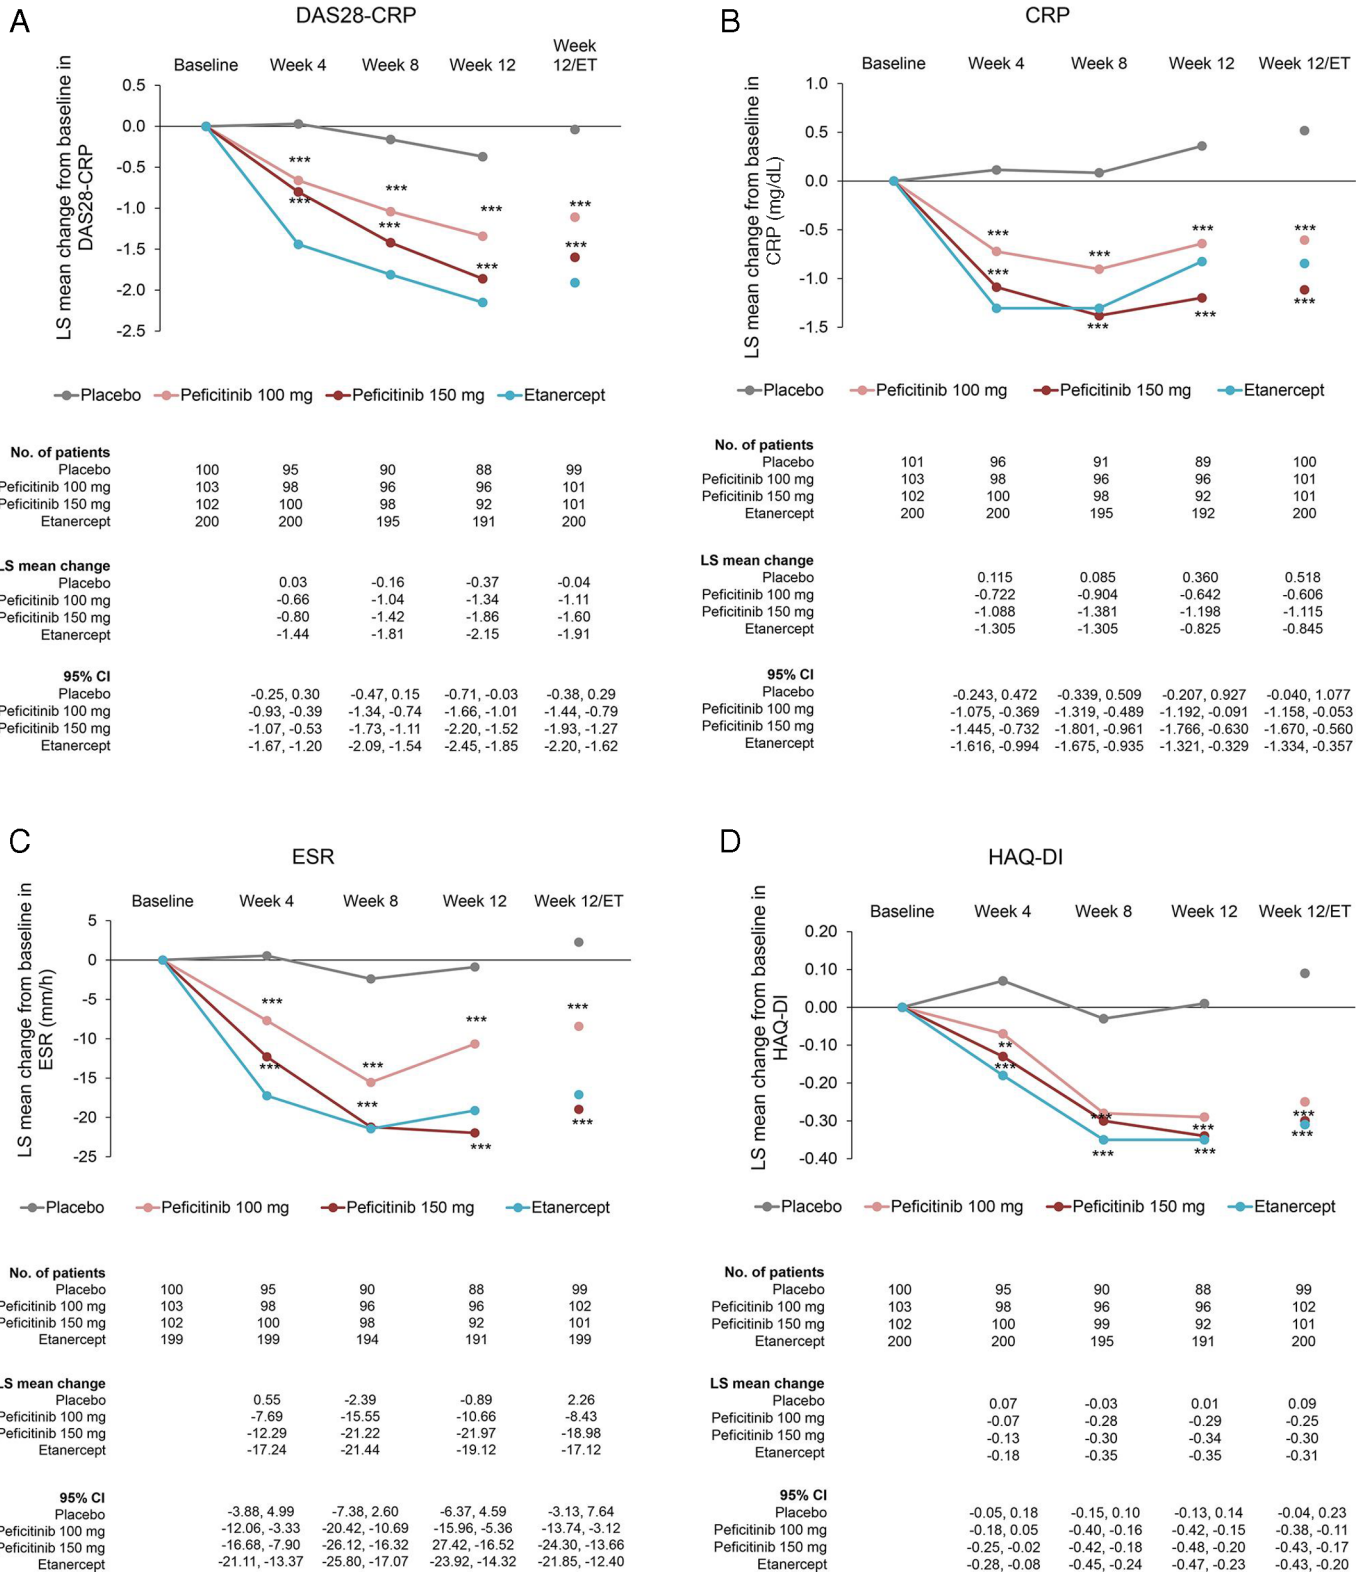 A
DAS28-CRP
Baseline Week 4 Week 8 Week 12 Week 12/ET
LS mean change from baseline in DAS28-CRP
0.5
0.0
-0.5
-1.0
-1.5
-2.0
-2.5
***
***
***
***
***
***
***
***
Placebo Peficitinib 100 mg Peficitinib 150 mg Etanercept
No. of patients
Placebo 100 95 90 88 99
Peficitinib 100 mg 103 98 96 96 101
Peficitinib 150 mg 102 100 98 92 101
Etanercept 200 200 195 191 200
LS mean change
Placebo 0.03 -0.16 -0.37 -0.04
Peficitinib 100 mg -0.66 -1.04 -1.34 -1.11
Peficitinib 150 mg -0.80 -1.42 -1.86 -1.60
Etanercept -1.44 -1.81 -2.15 -1.91
95% CI
Placebo -0.25, 0.30 -0.47, 0.15 -0.71, -0.03 -0.38, 0.29
Peficitinib 100 mg -0.93, -0.39 -1.34, -0.74 -1.66, -1.01 -1.44, -0.79
Peficitinib 150 mg -1.07, -0.53 -1.73, -1.11 -2.20, -1.52 -1.93, -1.27
Etanercept -1.67, -1.20 -2.09, -1.54 -2.45, -1.85 -2.20, -1.62
B
CRP
Baseline Week 4 Week 8 Week 12 Week 12/ET
LS mean change from baseline in CRP (mg/dL)
1.0
0.5
0.0
-0.5
-1.0
-1.5
***
***
***
***
***
***
***
***
Placebo Peficitinib 100 mg Peficitinib 150 mg Etanercept
No. of patients
Placebo 101 96 91 89 100
Peficitinib 100 mg 103 98 96 96 101
Peficitinib 150 mg 102 100 98 92 101
Etanercept 200 200 195 192 200
LS mean change
Placebo 0.115 0.085 0.360 0.518
Peficitinib 100 mg -0.722 -0.904 -0.642 -0.606
Peficitinib 150 mg -1.088 -1.381 -1.198 -1.115
Etanercept -1.305 -1.305 -0.825 -0.845
95% CI
Placebo -0.243, 0.472 -0.339, 0.509 -0.207, 0.927 -0.040, 1.077
Peficitinib 100 mg -1.075, -0.369 -1.319, -0.489 -1.192, -0.091 -1.158, -0.053
Peficitinib 150 mg -1.445, -0.732 -1.801, -0.961 -1.766, -0.630 -1.670, -0.560
Etanercept -1.616, -0.994 -1.675, -0.935 -1.321, -0.329 -1.334, -0.357
C
ESR
Baseline Week 4 Week 8 Week 12 Week 12/ET
LS mean change from baseline in ESR (mm/h)
5
0
-5
-10
-15
-20
-25
***
***
***
***
***
***
***
***
Placebo Peficitinib 100 mg Peficitinib 150 mg Etanercept
No. of patients
Placebo 100 95 90 88 99
Peficitinib 100 mg 103 98 96 96 102
Peficitinib 150 mg 102 100 98 92 101
Etanercept 199 199 194 191 199
LS mean change
Placebo 0.55 -2.39 -0.89 2.26
Peficitinib 100 mg -7.69 -15.55 -10.66 -8.43
Peficitinib 150 mg -12.29 -21.22 -21.97 -18.98
Etanercept -17.24 -21.44 -19.12 -17.12
95% CI
Placebo -3.88, 4.99 -7.38, 2.60 -6.37, 4.59 -3.13, 7.64
Peficitinib 100 mg -12.06, -3.33 -20.42, -10.69 -15.96, -5.36 -13.74, -3.12
Peficitinib 150 mg -16.68, -7.90 -26.12, -16.32 27.42, -16.52 -24.30, -13.66
Etanercept -21.11, -13.37 -25.80, -17.07 -23.92, -14.32 -21.85, -12.40
D
HAQ-DI
Baseline Week 4 Week 8 Week 12 Week 12/ET
LS mean change from baseline in HAQ-DI
0.20
0.10
0.00
-0.10
-0.20
-0.30
-0.40
**
***
***
***
***
***
***
***
Placebo Peficitinib 100 mg Peficitinib 150 mg Etanercept
No. of patients
Placebo 100 95 90 88 99
Peficitinib 100 mg 103 98 96 96 102
Peficitinib 150 mg 102 100 99 92 101
Etanercept 200 200 195 191 200
LS mean change
Placebo 0.07 -0.03 0.01 0.09
Peficitinib 100 mg -0.07 -0.28 -0.29 -0.25
Peficitinib 150 mg -0.13 -0.30 -0.34 -0.30
Etanercept -0.18 -0.35 -0.35 -0.31
95% CI
Placebo -0.05, 0.18 -0.15, 0.10 -0.13, 0.14 -0.04, 0.23
Peficitinib 100 mg -0.18, 0.05 -0.40, -0.16 -0.42, -0.15 -0.38, -0.11
Peficitinib 150 mg -0.25, -0.02 -0.42, -0.18 -0.48, -0.20 -0.43, -0.17
Etanercept -0.28, -0.08 -0.45, -0.24 -0.47, -0.23 -0.43, -0.20